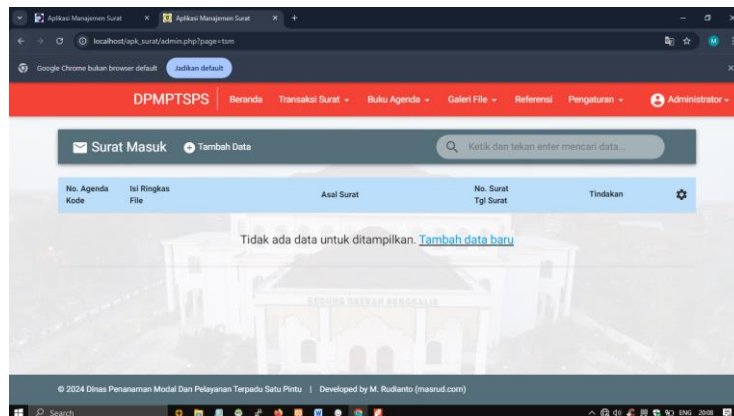 Aplikasi Manajemen Surat
Aplikasi Manajemen Surat
localhost/apk_surat/admin.php?page=tsm
Google Chrome bukan browser default Jadikan default
DPMPTSPS Beranda Transaksi Surat Buku Agenda Galeri File Referensi Pengaturan Administrator
Surat Masuk Tambah Data Ketik dan tekan enter mencari data...
No. Agenda Isi Ringkas Asal Surat No. Surat Tindakan
Kode File Tgl Surat
Tidak ada data untuk ditampilkan. Tambah data baru
© 2024 Dinas Penanaman Modal Dan Pelayanan Terpadu Satu Pintu | Developed by M. Rudianto (masrud.com)
Search ENG 20:08